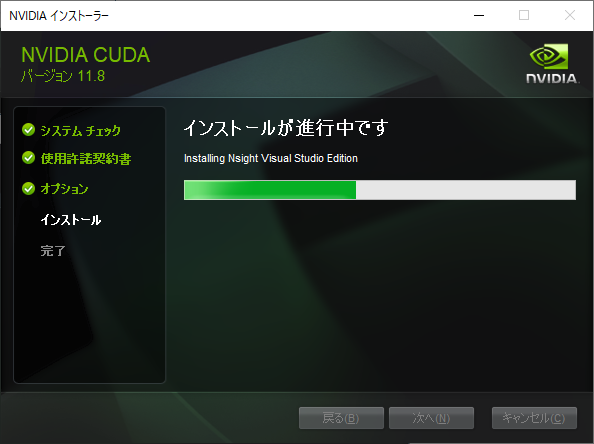 NVIDIA インストーラー
NVIDIA CUDA
バージョン 11.8
NVIDIA.
システム チェック
使用許諾契約書
オプション
インストール
完了
インストールが進行中です
Installing Nsight Visual Studio Edition
戻る(B)
次へ(N)
キャンセル(C)